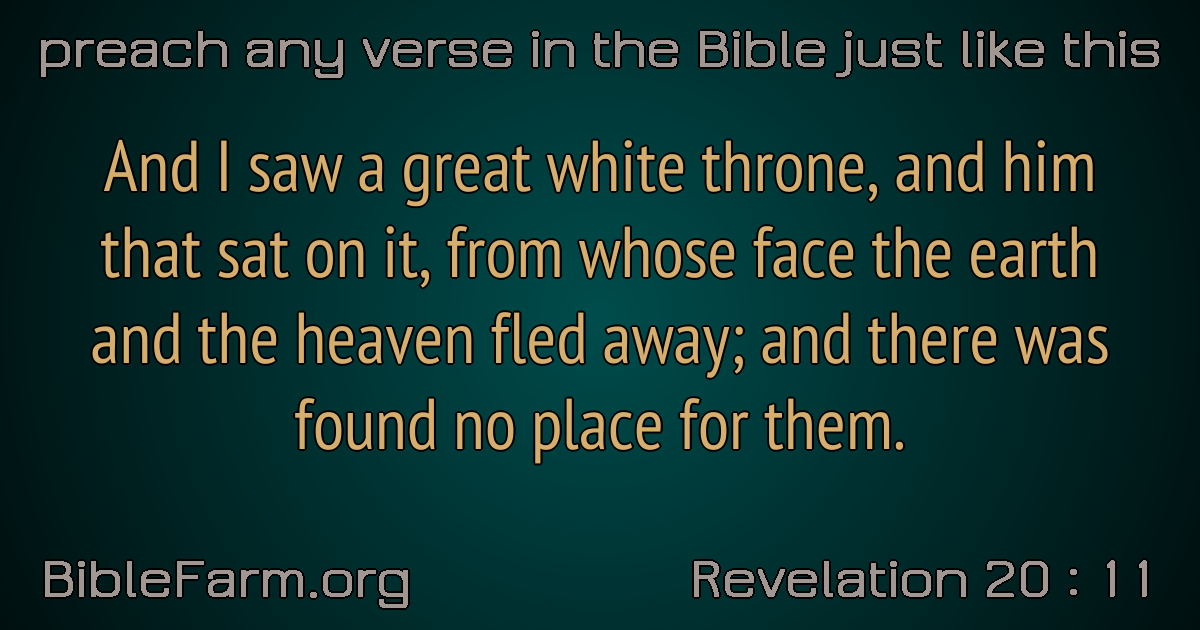 preach any verse in the Bible just like this
And I saw a great white throne, and him
that sat on it, from whose face the earth
and the heaven fled away; and there was
found no place for them.
BibleFarm.org
Revelation 20 : 11